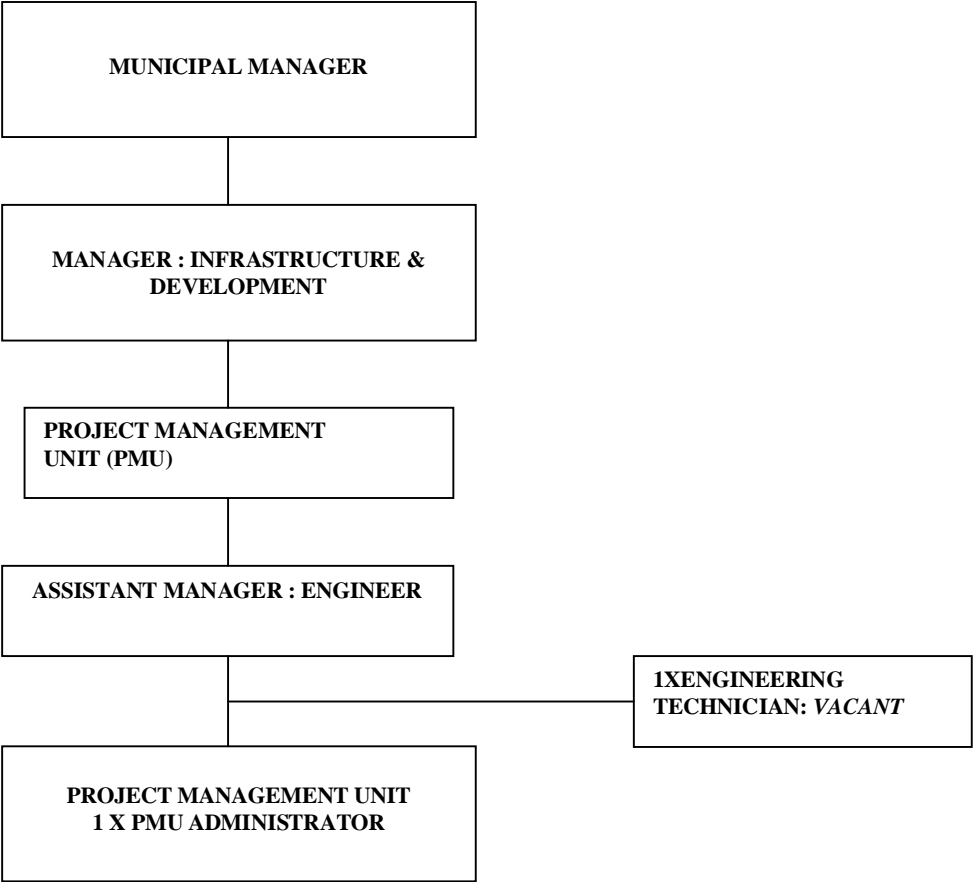 MUNICIPAL MANAGER
MANAGER : INFRASTRUCTURE &
DEVELOPMENT
PROJECT MANAGEMENT
UNIT (PMU)
ASSISTANT MANAGER : ENGINEER
1XENGINEERING
TECHNICIAN: VACANT
PROJECT MANAGEMENT UNIT
1 X PMU ADMINISTRATOR